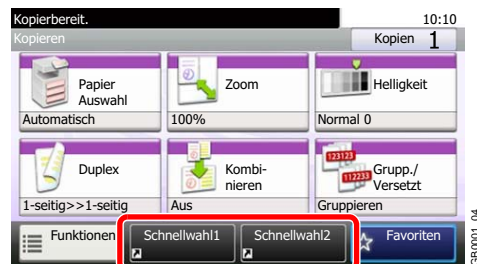 Kopierbereit.
10:10
Kopieren
Kopien 1
Papier
Auswahl
Automatisch
Zoom
100%
Helligkeit
Normal 0
Duplex
1-seitig>>1-seitig
Kombi-
nieren
Aus
123123
112233
Grupp./
Versetzt
Gruppieren
Funktionen
Schnellwahl1
Schnellwahl2
Favoriten
GB0001_04